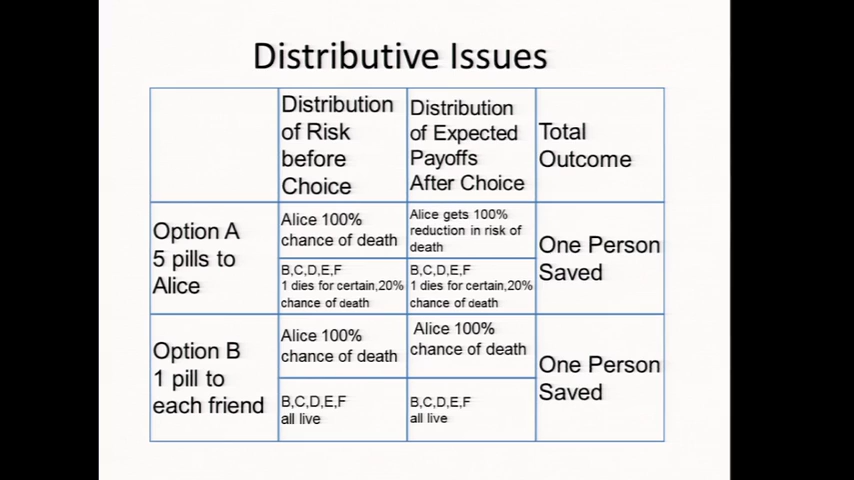 Distributive Issues
Distribution
of Risk
before
Choice
Distribution
of Expected
Payoffs
After Choice
Total
Outcome
Option A
5 pills to
Alice
Alice 100%
chance of death
Alice gets 100%
reduction in risk of
death
One Person
Saved
B,C,D,E,F
1 dies for certain,20%
chance of death
B,C,D,E,F
1 dies for certain,20%
chance of death
Option B
1 pill to
each friend
Alice 100%
chance of death
Alice 100%
chance of death
One Person
Saved
B,C,D,E,F
all live
B,C,D,E,F
all live